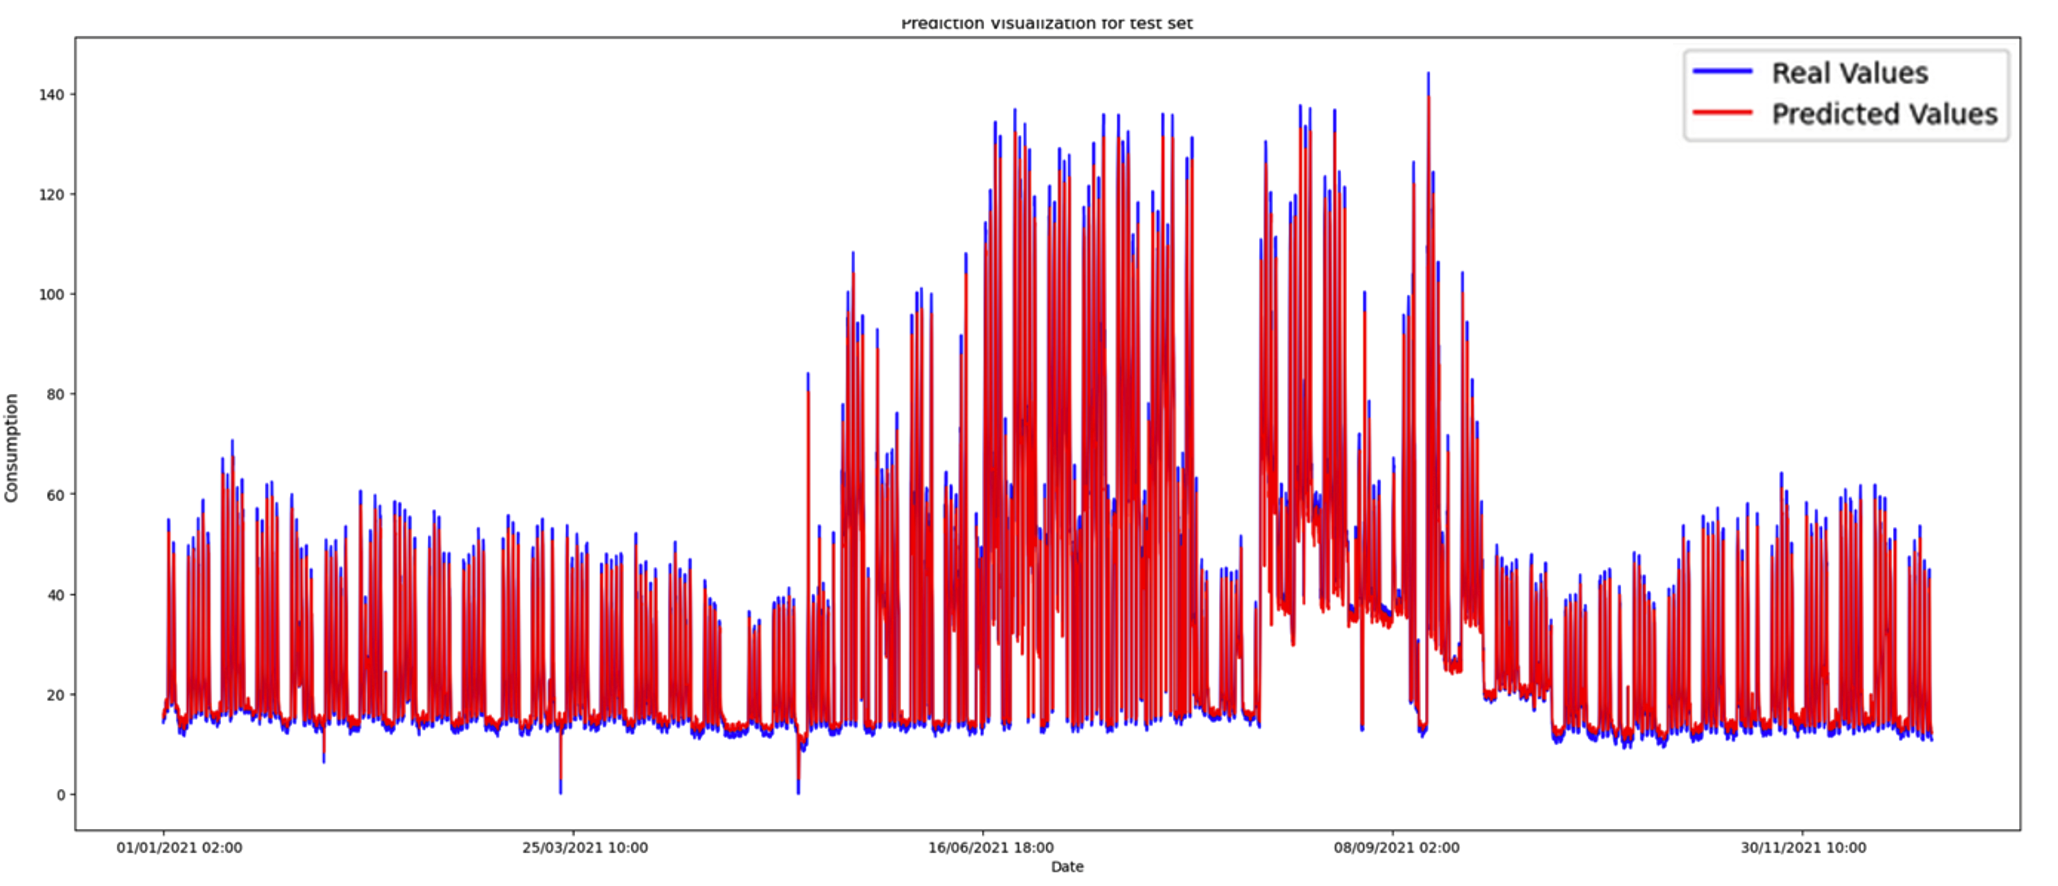 Prediction Visualization for test set
Real Values
Predicted Values
140
120
100
80
60
40
20
0
Consumption
01/01/2021 02:00
25/03/2021 10:00
16/06/2021 18:00
08/09/2021 02:00
30/11/2021 10:00
Date